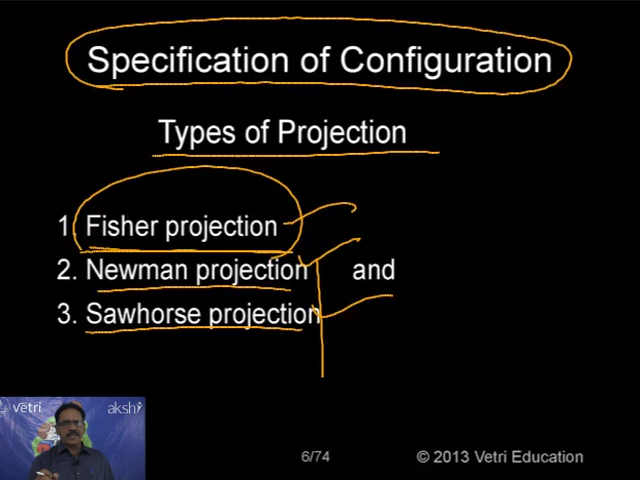 Specification of Configuration
Types of Projection
1. Fisher projection
2. Newman projection and
3. Sawhorse projection
vetri
6/74
© 2013 Vetri Education